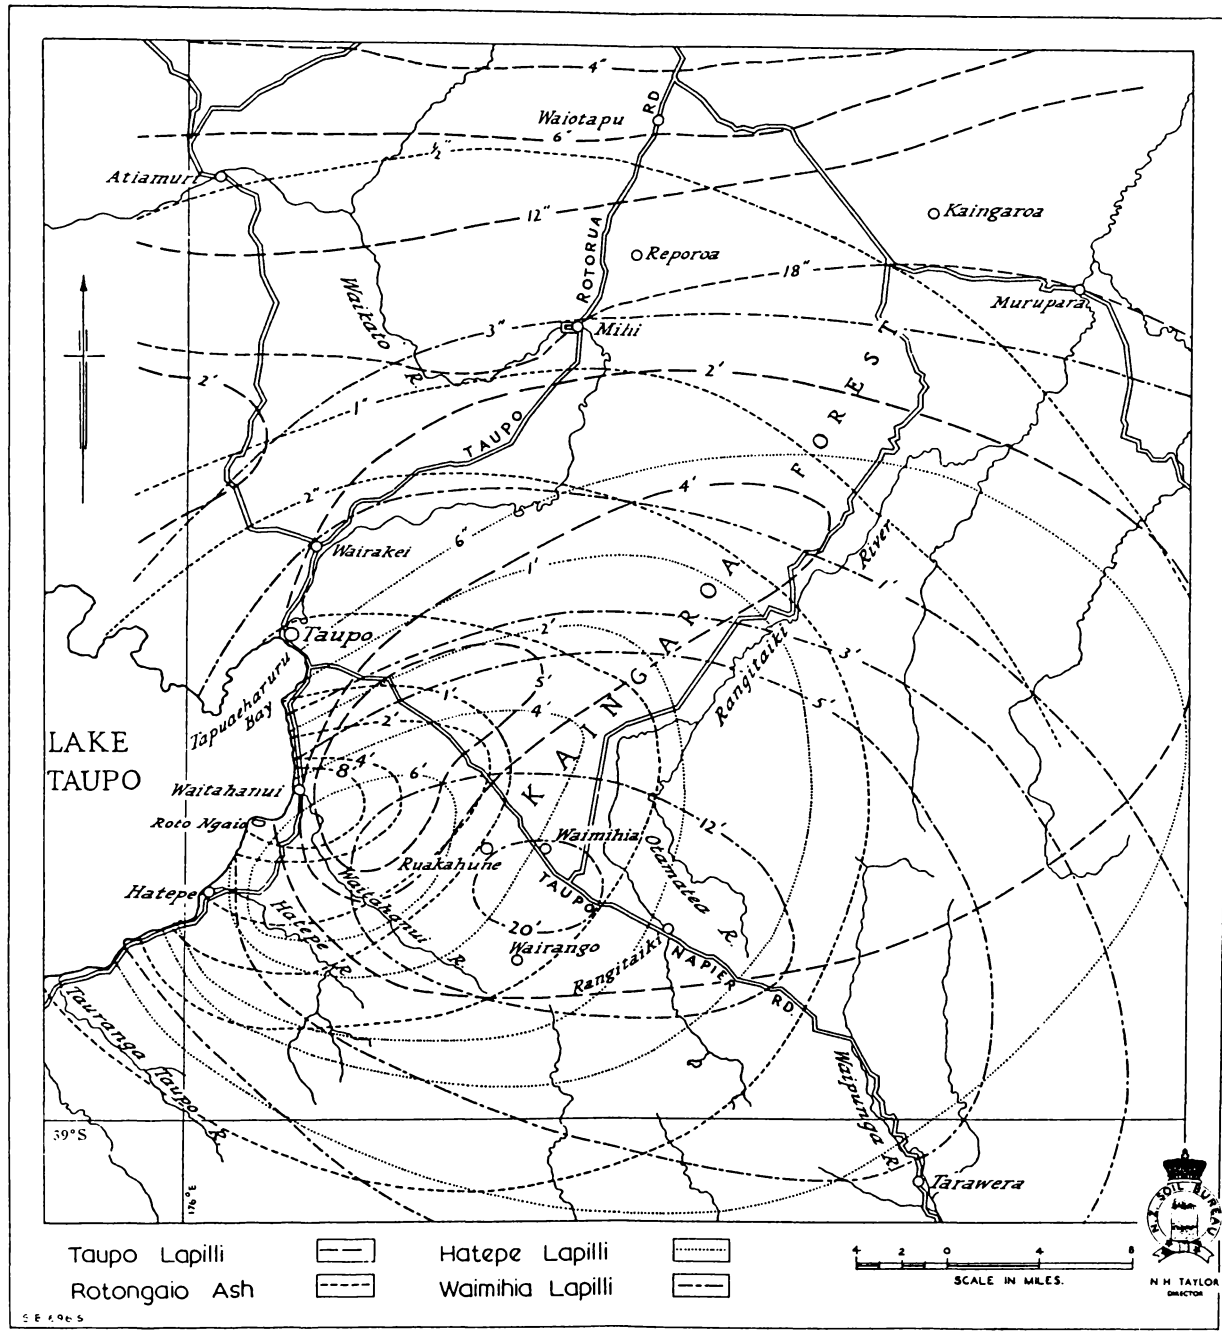 4"
Waiotapu
RD
6"
½"
Atiamuri
12"
Kaingaroa
ROTORUA
Reporoa
18"
Waikato R
Murupara
3"
Mihi
2'
2'
1"
TAUPO
KAINGAROA FOREST
2"
4'
6"
Wairakei
1'
River
1'
Taupo
2'
Rangitaiki
3'
Tapuaeharuru
Bay
5'
1'
4'
5'
2'
LAKE
TAUPO
8' 4'
6'
Waitahanui
Roto Ngaio
12'
Waimihia
Ruakahune
Otamatea R.
Hatepe
Waitahanui R.
TAUPO
Hatepe R.
20'
Wairango
Rangitaiki
NAPIER RD.
Tauranga Taupo R.
Waipunga R
39°S
176°E
Tarawera
N.Z. SOIL BUREAU
Taupo Lapilli
Hatepe Lapilli
Rotongaio Ash
Waimihia Lapilli
4 2 0 4 8
SCALE IN MILES.
N H TAYLOR
DIRECTOR